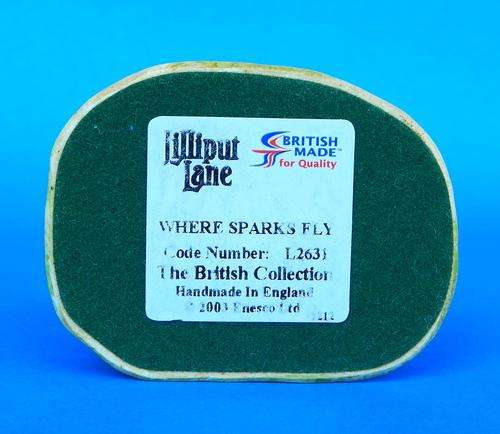 Lilliput
Lane
BRITISH
MADE™
for Quality
WHERE SPARKS FLY
Code Number: L2631
The British Collection
Handmade In England
© 2003 Enesco Ltd